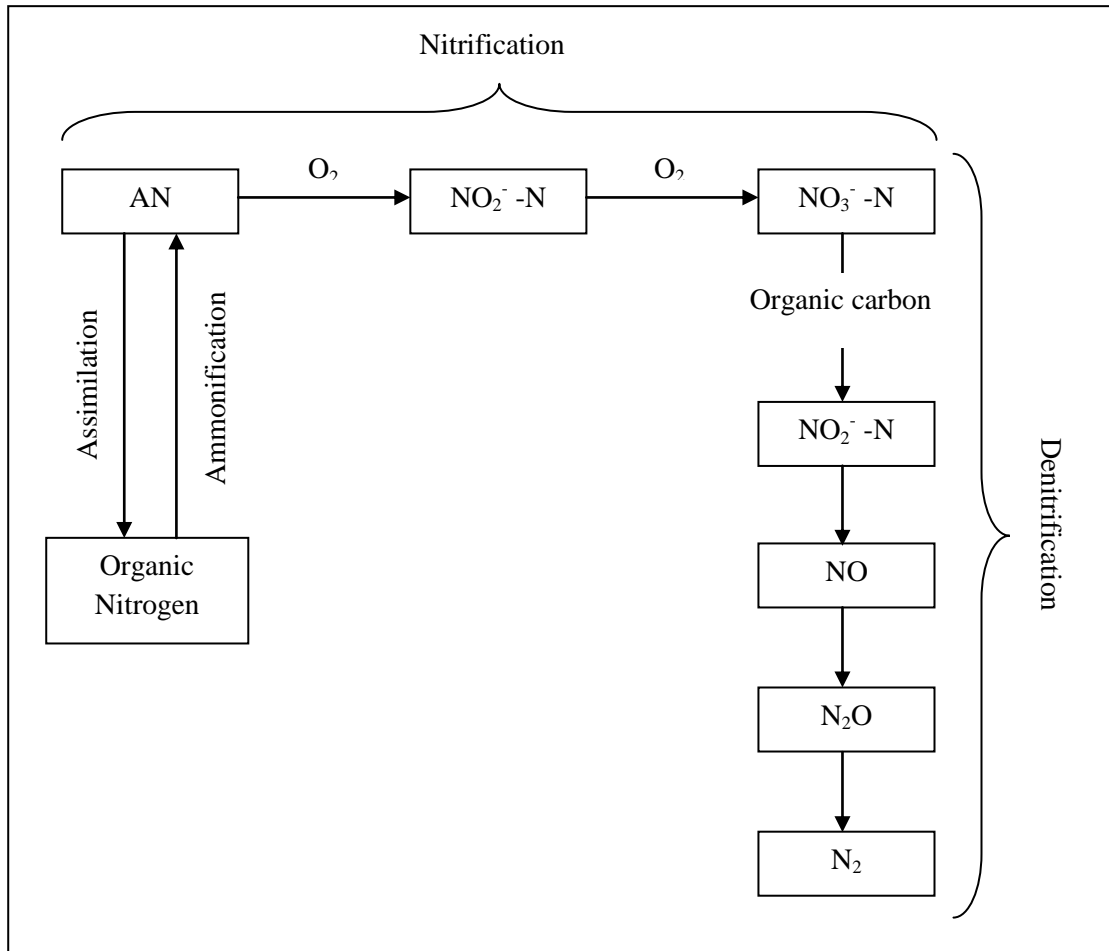 Nitrification
O₂
O₂
AN
NO₂⁻ -N
NO₃⁻ -N
Assimilation
Ammonification
Organic carbon
NO₂⁻ -N
Denitrification
Organic
Nitrogen
NO
N₂O
N₂